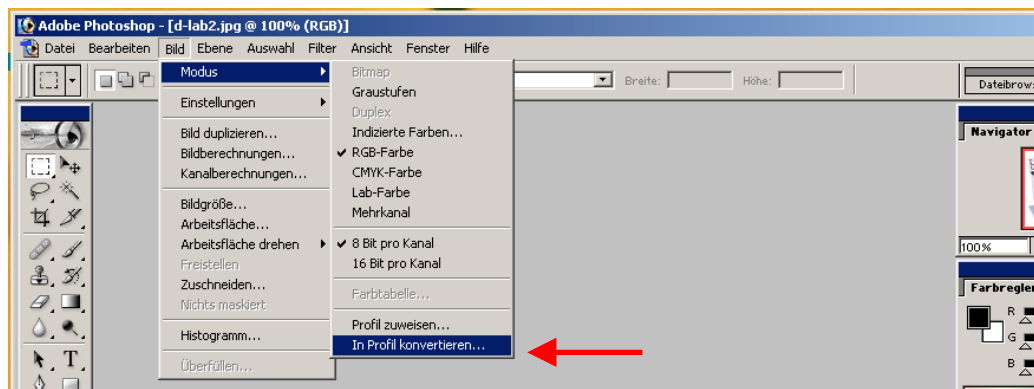 Adobe Photoshop - [d-lab2.jpg @ 100% (RGB)]
Datei Bearbeiten Bild Ebene Auswahl Filter Ansicht Fenster Hilfe
Breite: Höhe: Dateibrow
Modus
Einstellungen
Bild duplizieren...
Bildberechnungen...
Kanalberechnungen...
Bildgröße...
Arbeitsfläche...
Arbeitsfläche drehen
Freistellen
Zuschneiden...
Nichts maskiert
Histogramm...
Überfüllen...
Bitmap
Graustufen
Duplex
Indizierte Farben...
RGB-Farbe
CMYK-Farbe
Lab-Farbe
Mehrkanal
8 Bit pro Kanal
16 Bit pro Kanal
Farbtabelle...
Profil zuweisen...
In Profil konvertieren...
Navigator
100%
Farbregler
R
G
B